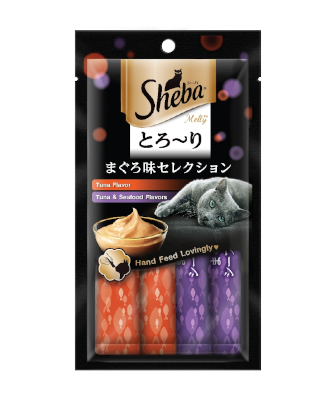 Sheba
Melty
とろ〜り
まぐろ味セレクション
Tuna Flavor
Tuna & Seafood Flavors
Hand Feed Lovingly